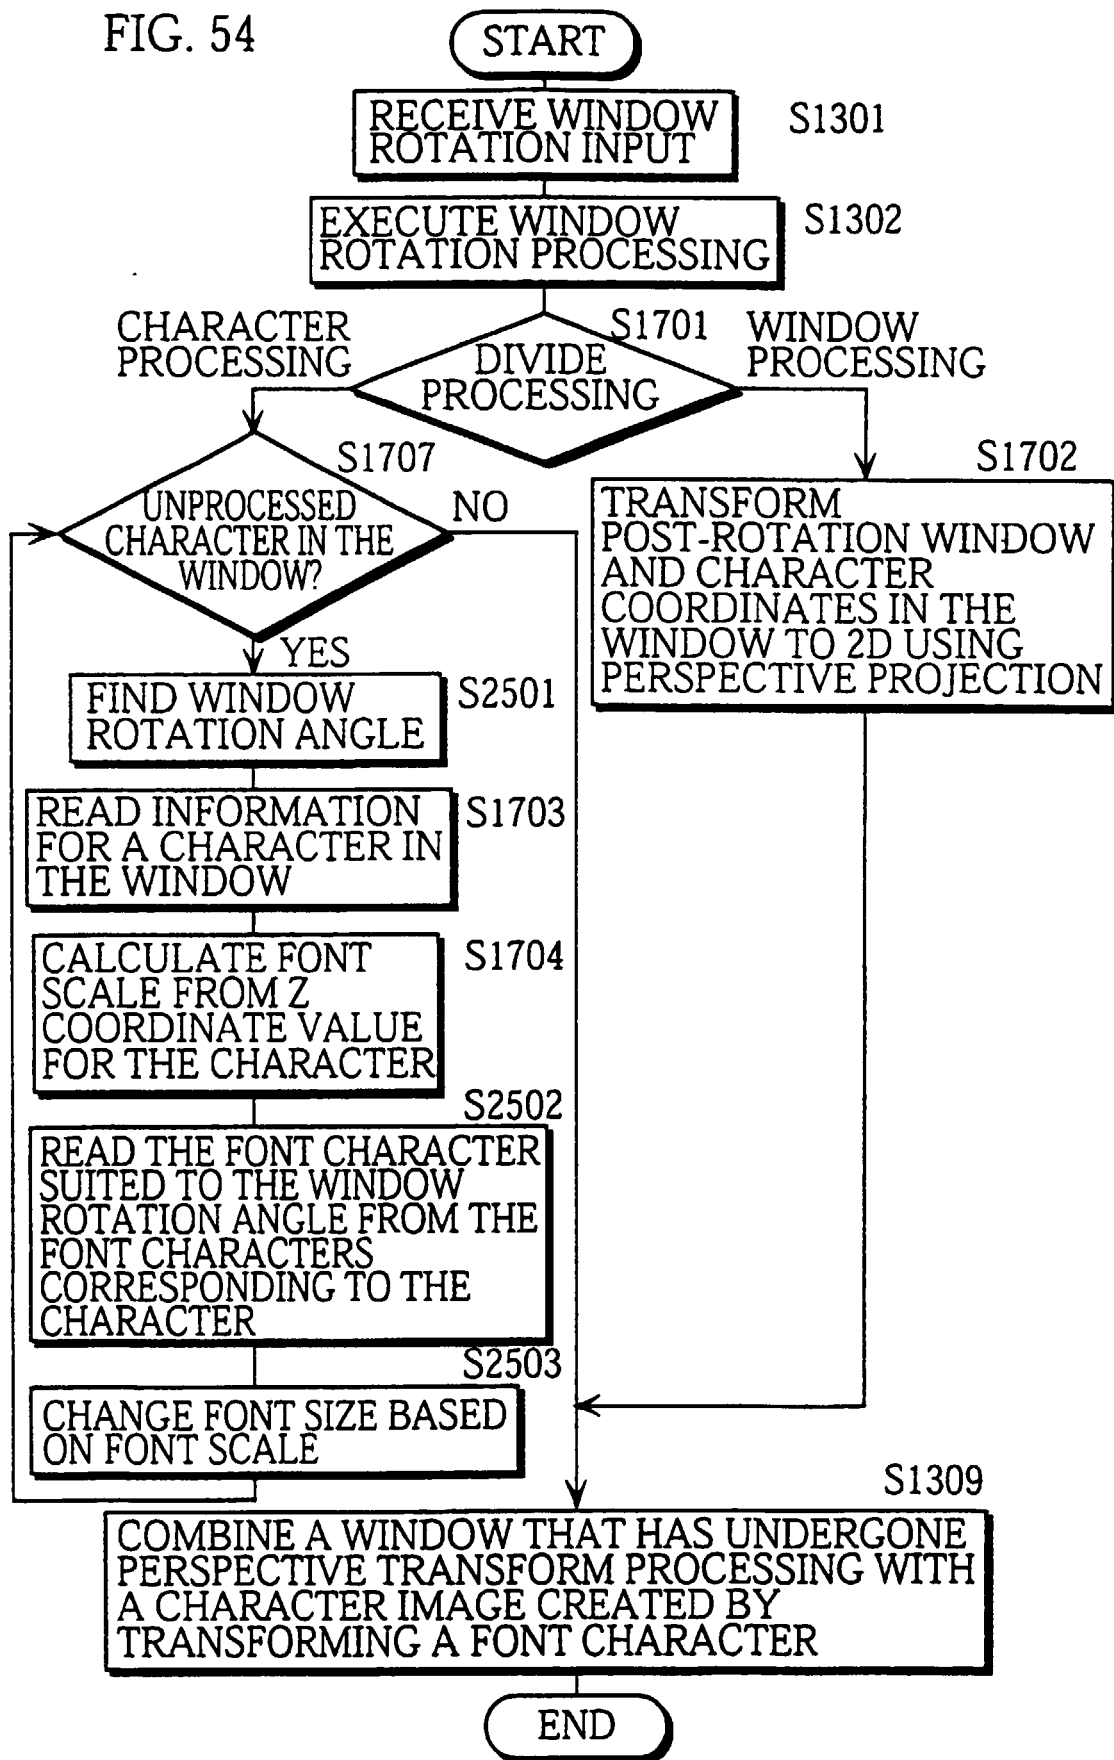 FIG. 54
START
RECEIVE WINDOW
ROTATION INPUT
S1301
EXECUTE WINDOW
ROTATION PROCESSING
S1302
CHARACTER
PROCESSING
S1701
DIVIDE
PROCESSING
WINDOW
PROCESSING
S1707
UNPROCESSED
CHARACTER IN THE
WINDOW?
NO
YES
S1702
TRANSFORM
POST-ROTATION WINDOW
AND CHARACTER
COORDINATES IN THE
WINDOW TO 2D USING
PERSPECTIVE PROJECTION
FIND WINDOW
ROTATION ANGLE
S2501
READ INFORMATION
FOR A CHARACTER IN
THE WINDOW
S1703
CALCULATE FONT
SCALE FROM Z
COORDINATE VALUE
FOR THE CHARACTER
S1704
S2502
READ THE FONT CHARACTER
SUITED TO THE WINDOW
ROTATION ANGLE FROM THE
FONT CHARACTERS
CORRESPONDING TO THE
CHARACTER
S2503
CHANGE FONT SIZE BASED
ON FONT SCALE
S1309
COMBINE A WINDOW THAT HAS UNDERGONE
PERSPECTIVE TRANSFORM PROCESSING WITH
A CHARACTER IMAGE CREATED BY
TRANSFORMING A FONT CHARACTER
END